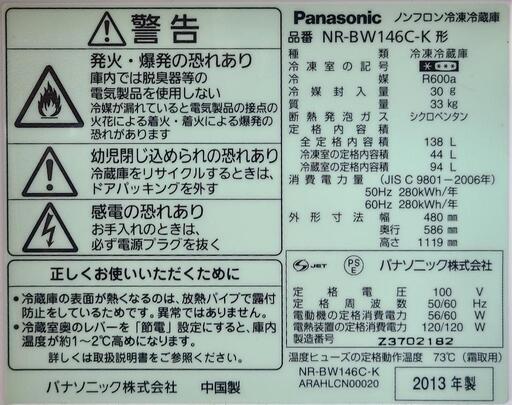 警告
発火・爆発の恐れあり
庫内では脱臭器等の
電気製品を使用しない
冷媒が漏れていると電気製品の接点の
火花による着火・着火による爆発の
恐れがあります
幼児閉じ込められの恐れあり
冷蔵庫をリサイクルするときは、
ドアパッキングを外す
感電の恐れあり
お手入れのときは、
必ず電源プラグを抜く
正しくお使いいただくために
●冷蔵庫の表面が熱くなるのは、放熱パイプで露付
防止をしているためです。異常ではありません。
●冷蔵室奥のレバーを「節電」設定にすると、庫内
温度が約1～2℃高めになります。
詳しくは取扱説明書をご参照ください。
パナソニック株式会社 中国製
Panasonic ノンフロン冷凍冷蔵庫
品番 NR-BW146C-K 形
種類 冷凍冷蔵庫
冷凍室の記号
冷媒 R600a
冷媒封入量 30 g
質量 33 kg
断熱発泡ガス シクロペンタン
定格内容積
全定格内容積 138 L
冷凍室の定格内容積 44 L
冷蔵室の定格内容積 94 L
消費電力量 (JIS C 9801-2006年)
50Hz 280kWh/年
60Hz 280kWh/年
外形寸法 幅 480 mm
奥行 586 mm
高さ 1119 mm
S JET PSE パナソニック株式会社
定格電圧 100 V
定格周波数 50/60 Hz
電動機の定格消費電力 56/60 W
電熱装置の定格消費電力 120/120 W
製造番号 Z3702182
温度ヒューズの定格動作温度 73℃(霜取用)
NR-BW146C-K
ARAHLCN00020
2013年製